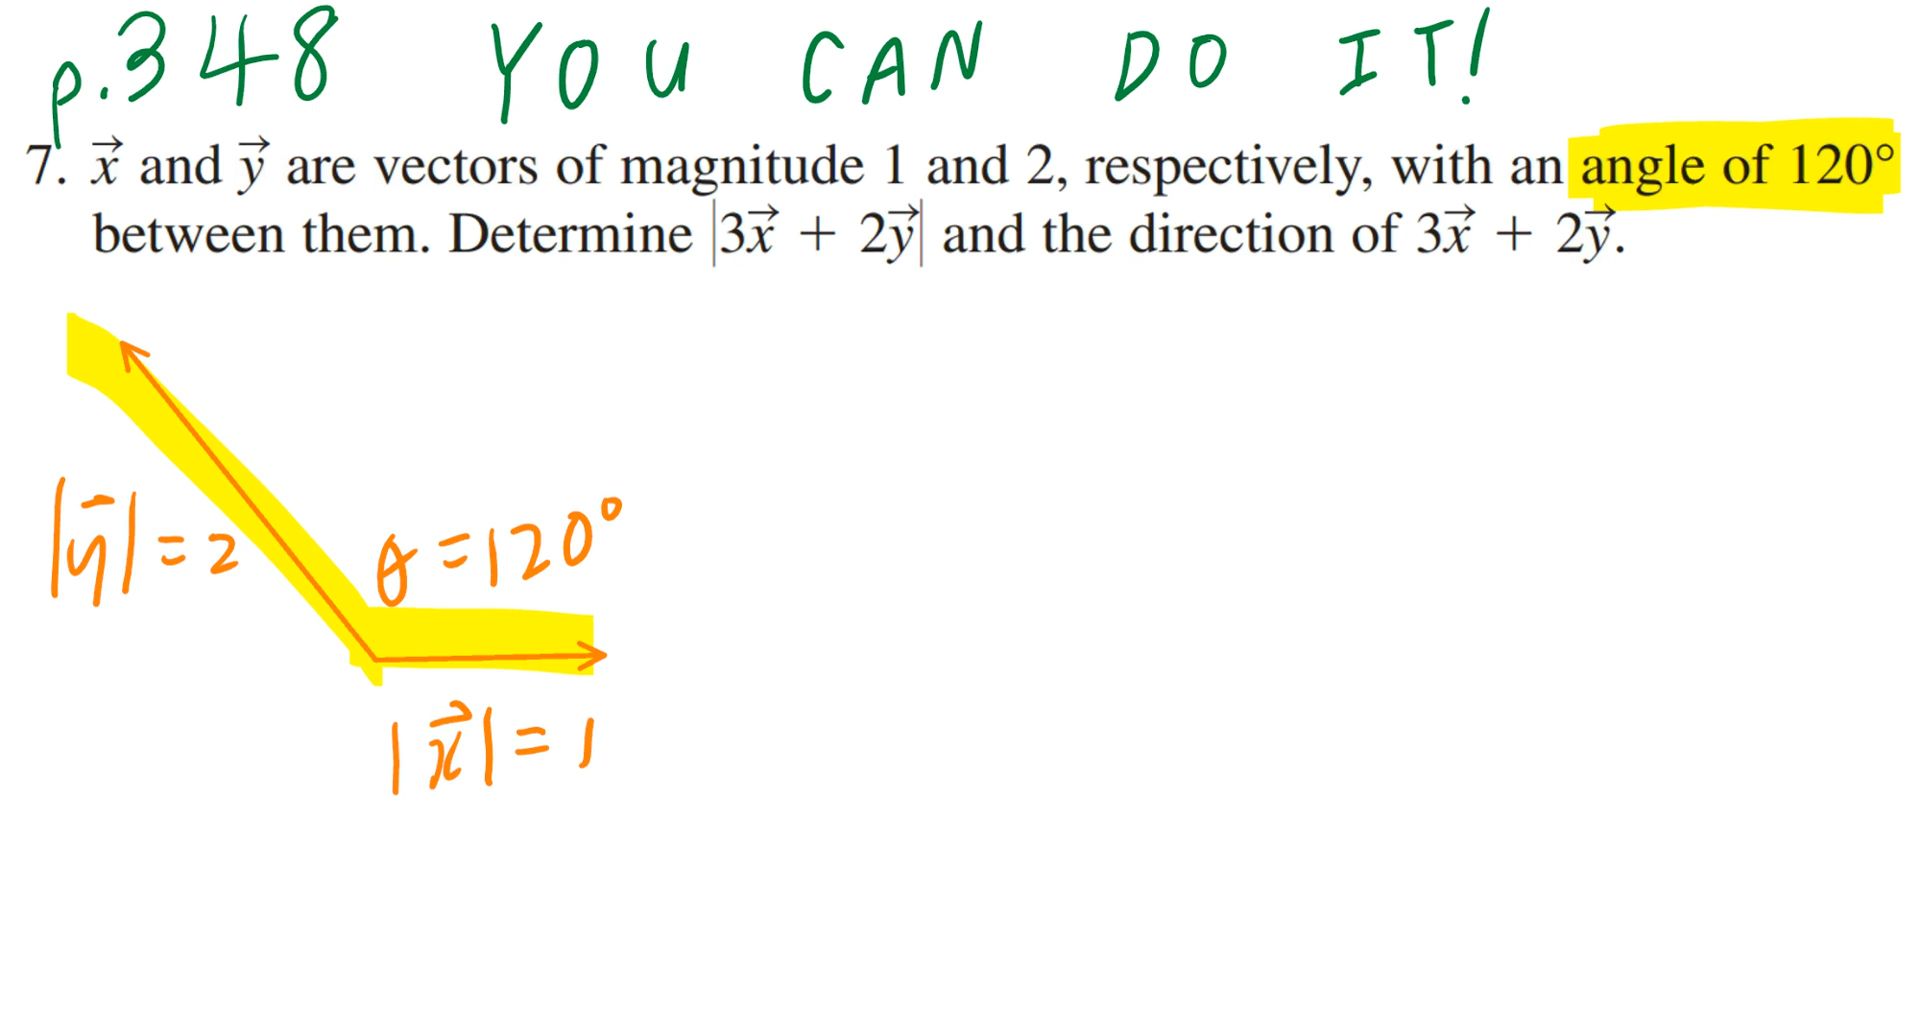 p.348 YOU CAN DO IT!
7. x⃗ and y⃗ are vectors of magnitude 1 and 2, respectively, with an angle of 120°
between them. Determine |3x⃗ + 2y⃗| and the direction of 3x⃗ + 2y⃗.
|y⃗| = 2
θ = 120°
|x⃗| = 1